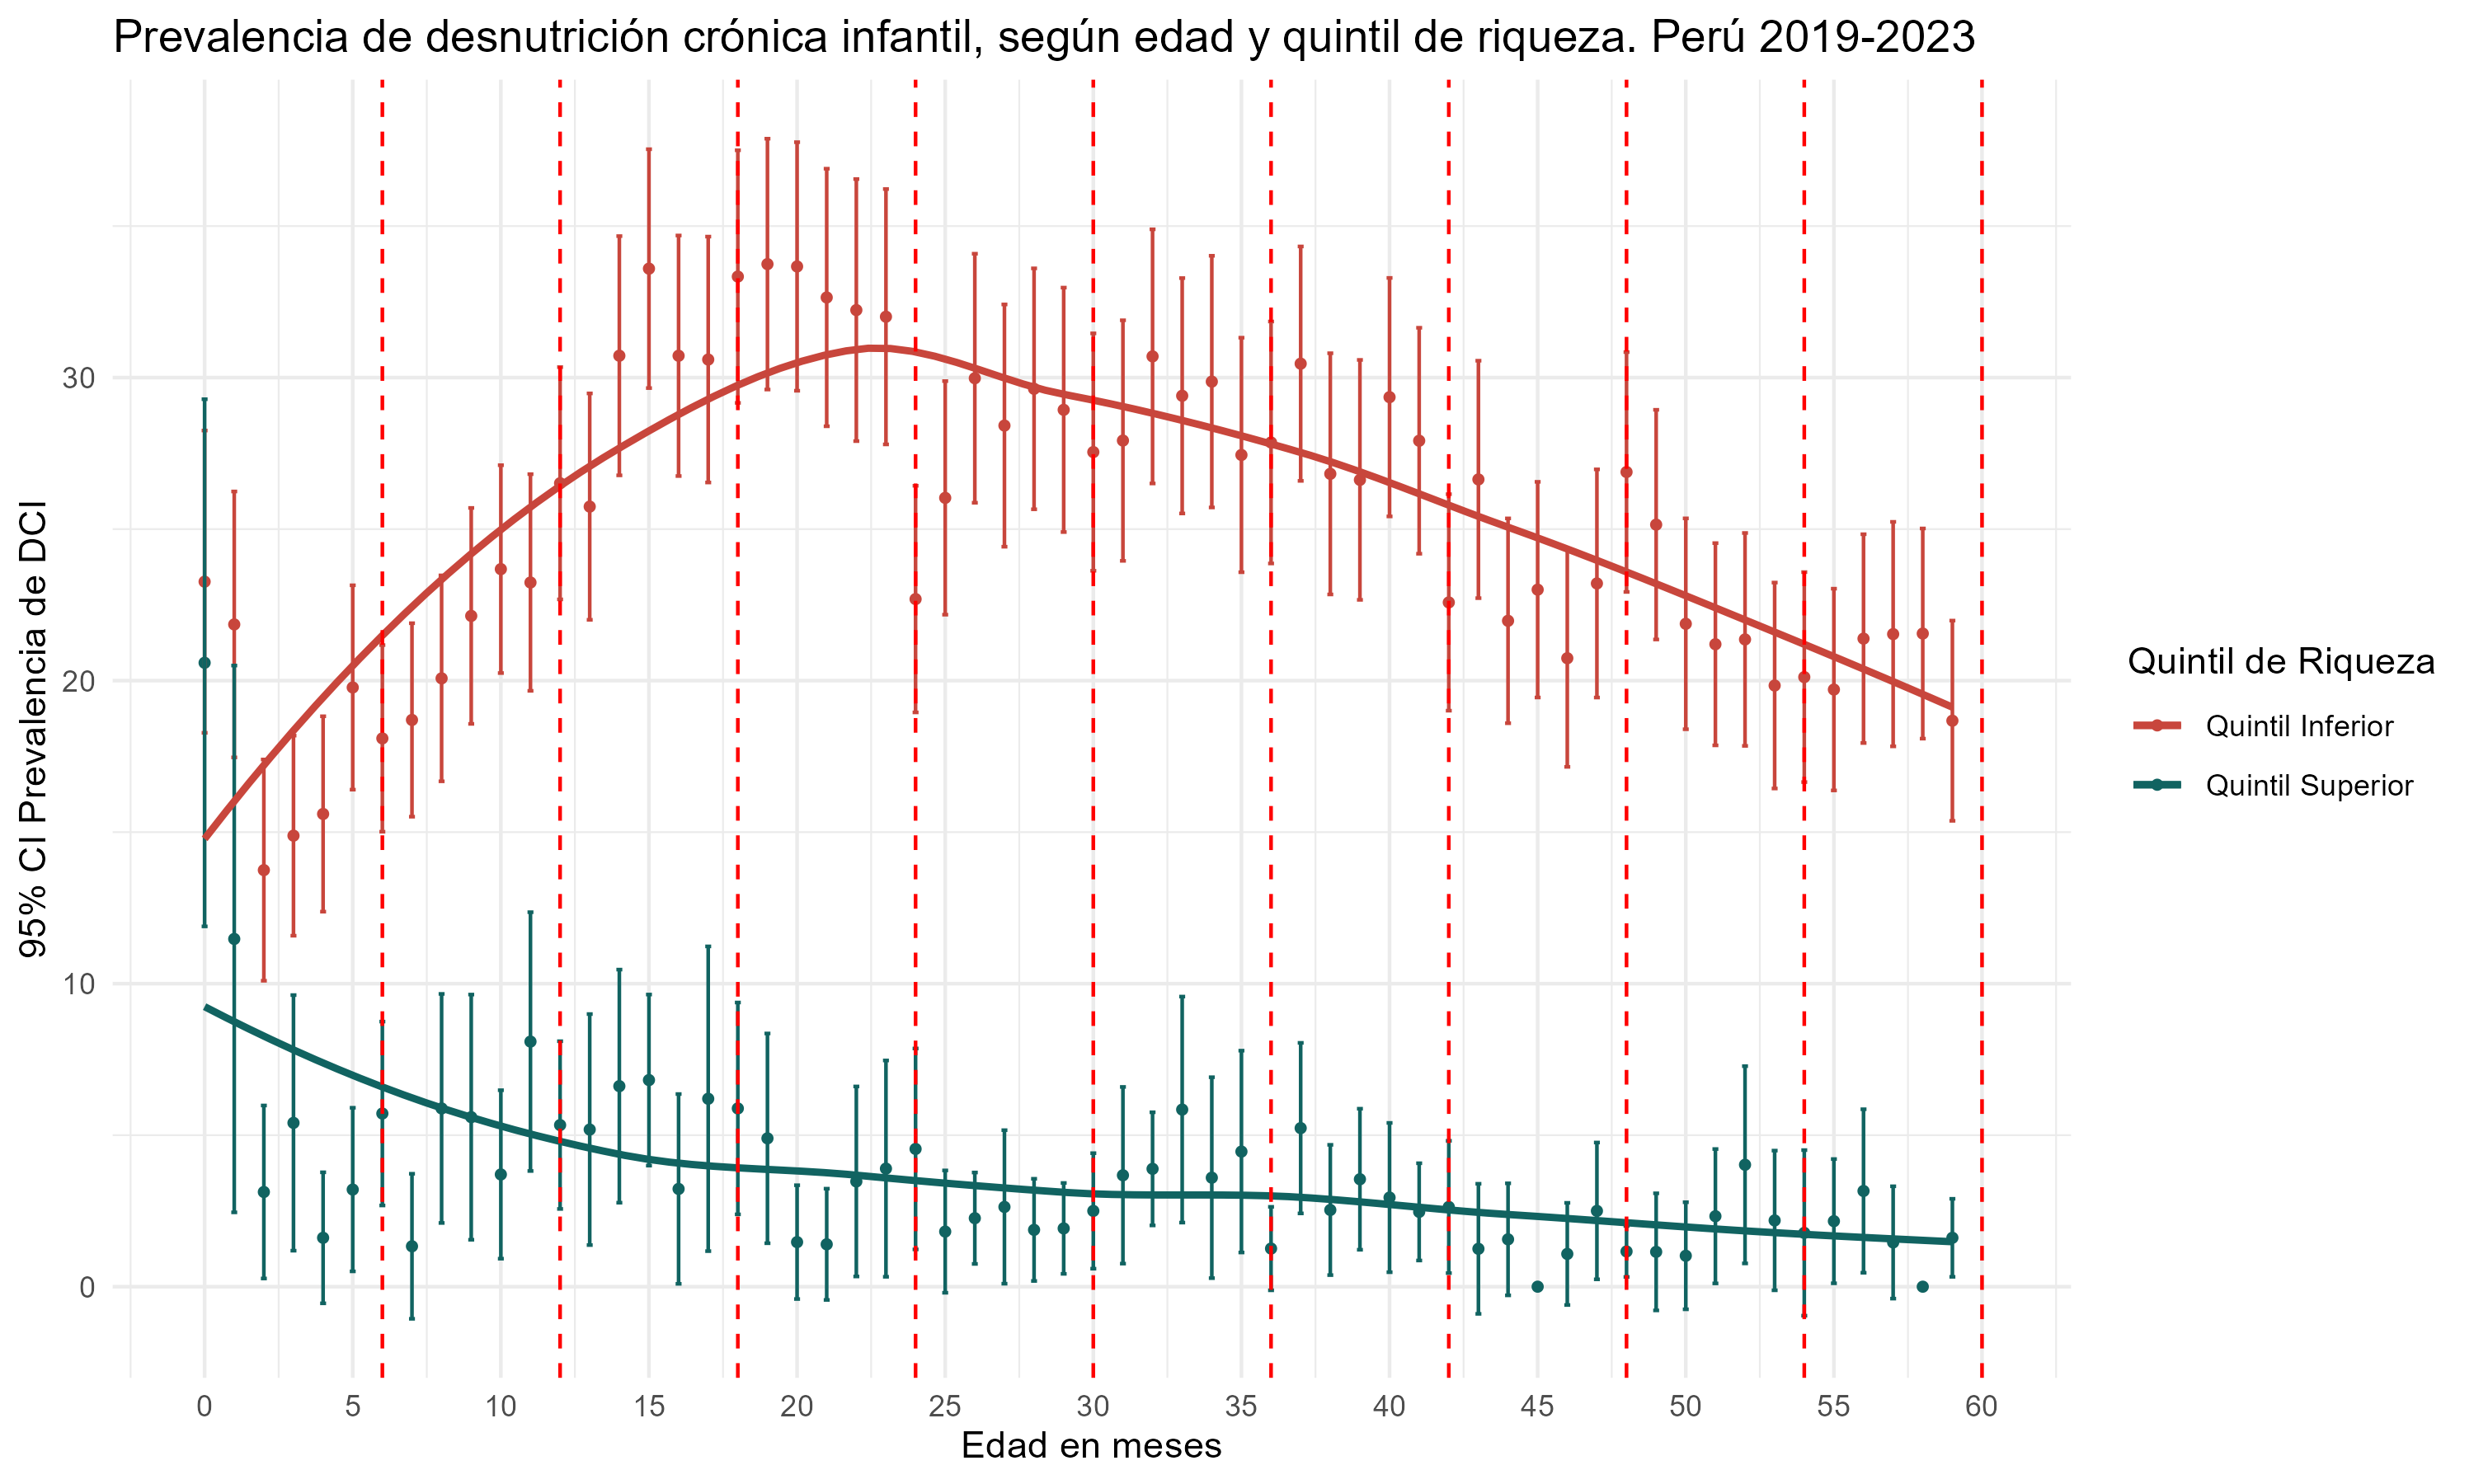 Prevalencia de desnutrición crónica infantil, según edad y quintil de riqueza. Perú 2019-2023
95% CI Prevalencia de DCI
30
20
10
0
0 5 10 15 20 25 30 35 40 45 50 55 60
Edad en meses
Quintil de Riqueza
Quintil Inferior
Quintil Superior